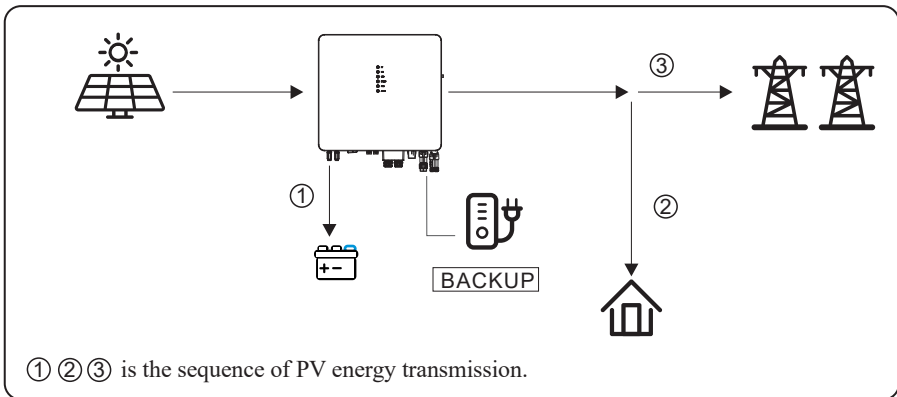 ③
①
②
+ -
BACKUP
① ② ③ is the sequence of PV energy transmission.